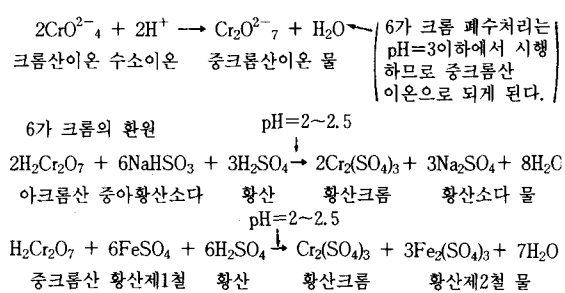 2CrO²⁻₄ + 2H⁺ → Cr₂O²⁻₇ + H₂O
크롬산이온 수소이온 중크롬산이온 물
6가 크롬 폐수처리는
pH=3이하에서 시행
하므로 중크롬산
이온으로 되게 된다.
6가 크롬의 환원
pH=2~2.5
2H₂Cr₂O₇ + 6NaHSO₃ + 3H₂SO₄ → 2Cr₂(SO₄)₃ + 3Na₂SO₄ + 8H₂O
아크롬산 중아황산소다 황산 황산크롬 황산소다 물
pH=2~2.5
H₂Cr₂O₇ + 6FeSO₄ + 6H₂SO₄ → Cr₂(SO₄)₃ + 3Fe₂(SO₄)₃ + 7H₂O
중크롬산 황산제1철 황산 황산크롬 황산제2철 물